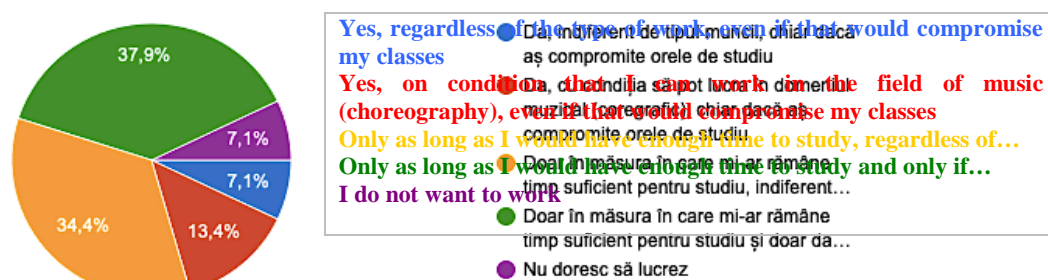 37,9%
7,1%
7,1%
13,4%
34,4%
Yes, regardless of the type of work, even if that would compromise
my classes
Yes, on condition that I can work in the field of music
(choreography), even if that would compromise my classes
Only as long as I would have enough time to study, regardless of…
Only as long as I would have enough time to study and only if…
I do not want to work
Da, indiferent de tipul muncii, chiar dacă
aș compromite orele de studiu
Da, cu condiția să pot lucra în domeniul
muzical (coregrafic), chiar dacă aș
compromite orele de studiu
Doar în măsura în care mi-ar rămâne
timp suficient pentru studiu, indiferent...
Doar în măsura în care mi-ar rămâne
timp suficient pentru studiu și doar da...
Nu doresc să lucrez